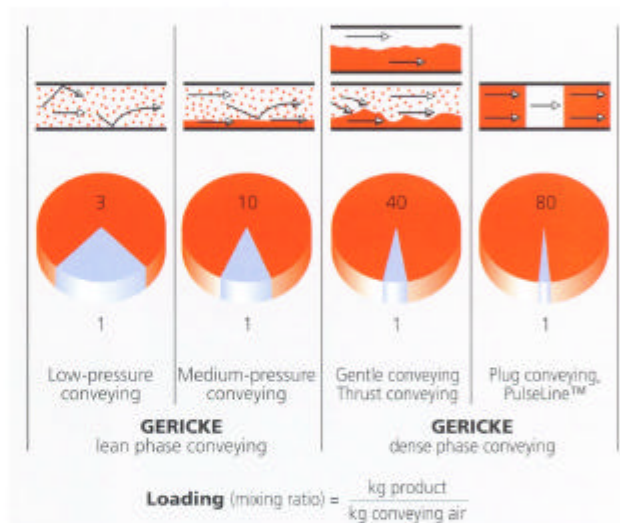 3
10
40
80
1
1
1
1
Low-pressure
conveying
Medium-pressure
conveying
Gentle conveying
Thrust conveying
Plug conveying,
PulseLine™
GERICKE
lean phase conveying
GERICKE
dense phase conveying
Loading (mixing ratio) = kg product
kg conveying air